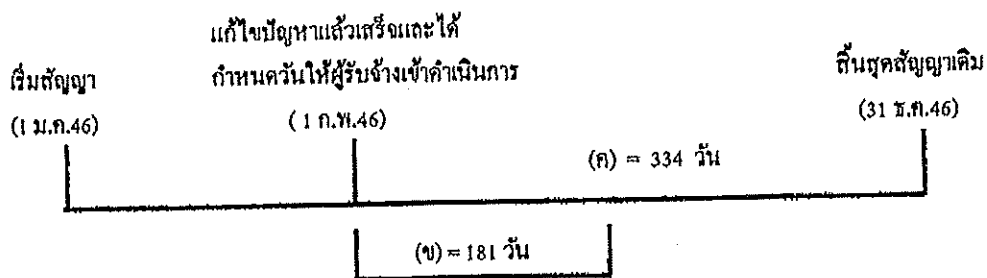 แก้ไขปัญหาแล้วเสร็จและได้
กำหนดวันให้ผู้รับจ้างเข้าดำเนินการ
เริ่มสัญญา
สิ้นสุดสัญญาเดิม
(1 ม.ค.46)
(1 ก.พ.46)
(31 ธ.ค.46)
(ค) = 334 วัน
(ข) = 181 วัน